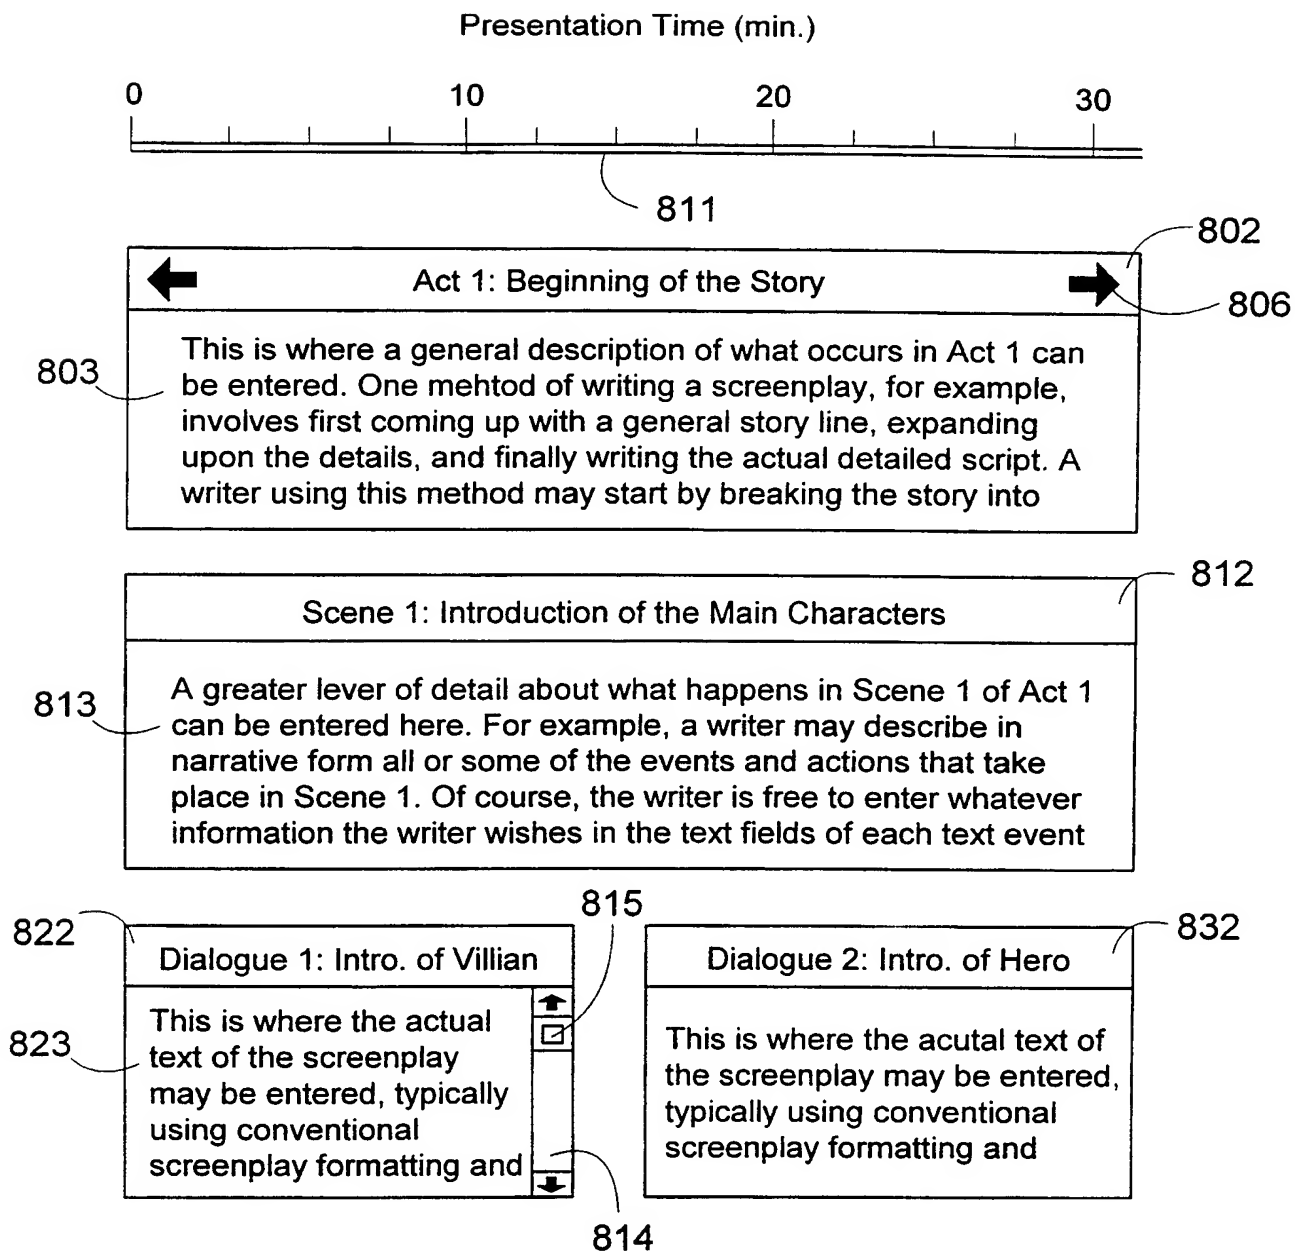 Presentation Time (min.)
0 10 20 30
811
802
Act 1: Beginning of the Story
806
803
This is where a general description of what occurs in Act 1 can
be entered. One mehtod of writing a screenplay, for example,
involves first coming up with a general story line, expanding
upon the details, and finally writing the actual detailed script. A
writer using this method may start by breaking the story into
812
Scene 1: Introduction of the Main Characters
813
A greater lever of detail about what happens in Scene 1 of Act 1
can be entered here. For example, a writer may describe in
narrative form all or some of the events and actions that take
place in Scene 1. Of course, the writer is free to enter whatever
information the writer wishes in the text fields of each text event
815
822
Dialogue 1: Intro. of Villian
823
This is where the actual
text of the screenplay
may be entered, typically
using conventional
screenplay formatting and
814
832
Dialogue 2: Intro. of Hero
This is where the acutal text of
the screenplay may be entered,
typically using conventional
screenplay formatting and